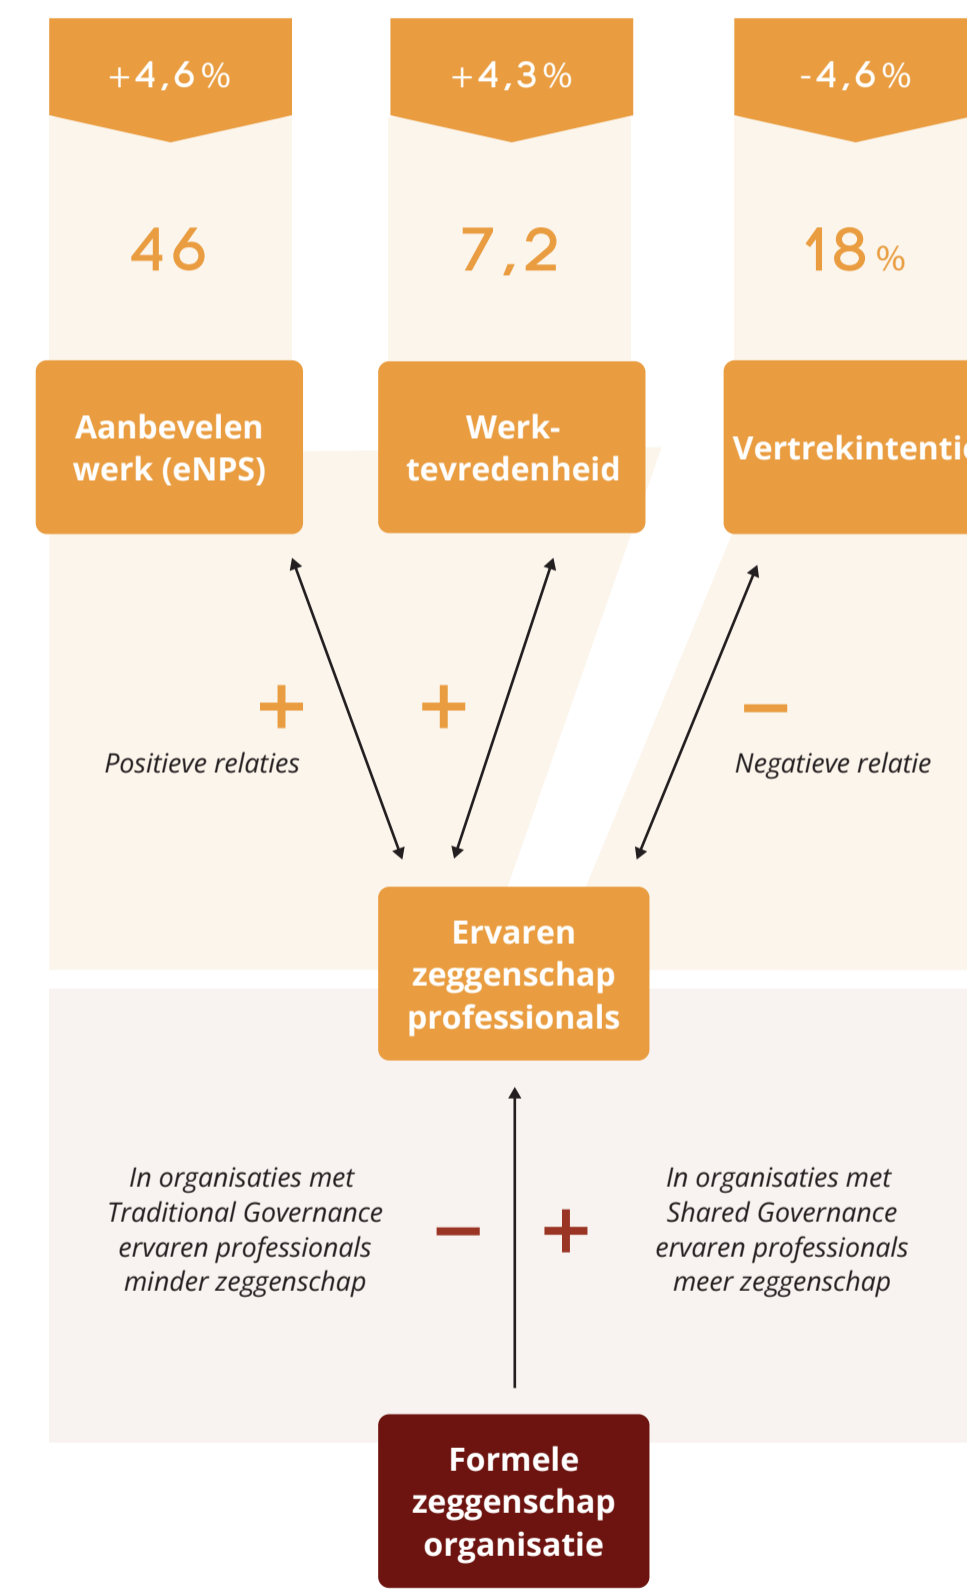 +4,6 %
+4,3 %
-4,6 %
46
7,2
18 %
Aanbevelen
werk (eNPS)
Werk-
tevredenheid
Vertrekintentie
+
+
−
Positieve relaties
Negatieve relatie
Ervaren
zeggenschap
professionals
In organisaties met
Traditional Governance
ervaren professionals
minder zeggenschap
− +
In organisaties met
Shared Governance
ervaren professionals
meer zeggenschap
Formele
zeggenschap
organisatie